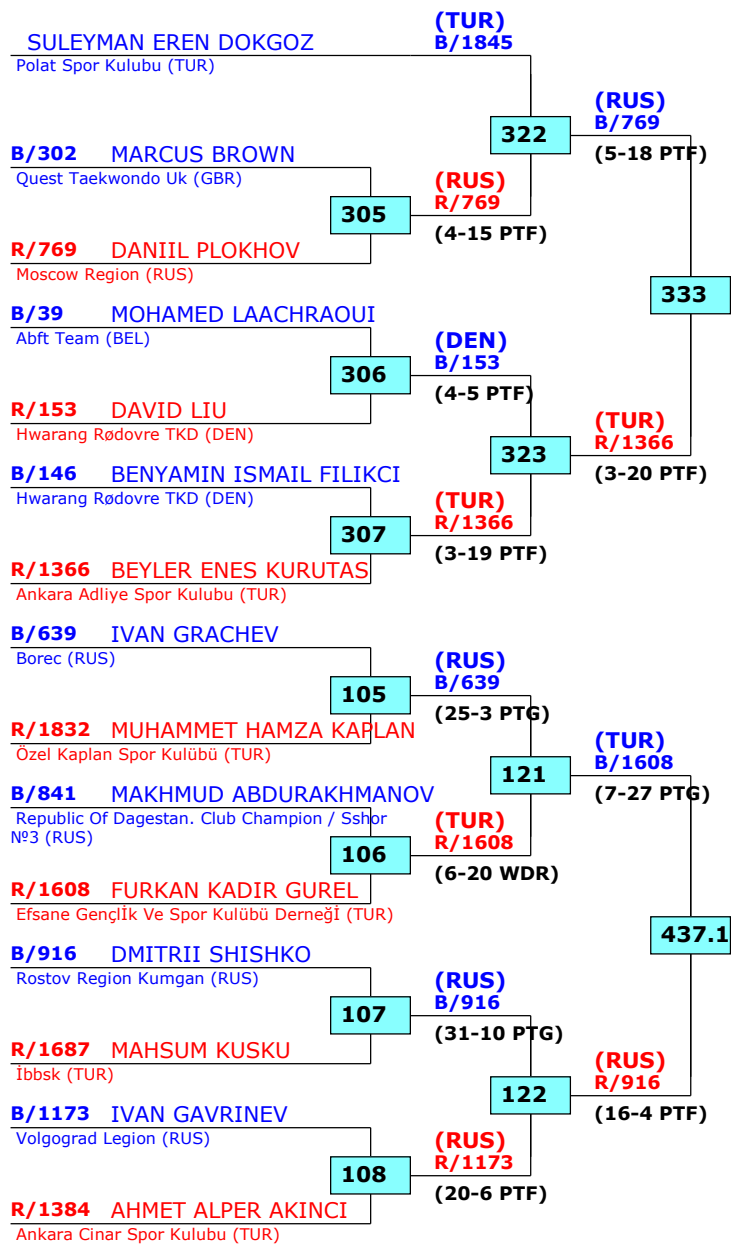 SULEYMAN EREN DOKGOZ
Polat Spor Kulubu (TUR)
(TUR)
B/1845
322
(RUS)
B/769
(5-18 PTF)
B/302 MARCUS BROWN
Quest Taekwondo Uk (GBR)
305
(RUS)
R/769
(4-15 PTF)
R/769 DANIIL PLOKHOV
Moscow Region (RUS)
333
B/39 MOHAMED LAACHRAOUI
Abft Team (BEL)
306
(DEN)
B/153
(4-5 PTF)
R/153 DAVID LIU
Hwarang Rødovre TKD (DEN)
323
(TUR)
R/1366
(3-20 PTF)
B/146 BENYAMIN ISMAIL FILIKCI
Hwarang Rødovre TKD (DEN)
307
(TUR)
R/1366
(3-19 PTF)
R/1366 BEYLER ENES KURUTAS
Ankara Adliye Spor Kulubu (TUR)
B/639 IVAN GRACHEV
Borec (RUS)
105
(RUS)
B/639
(25-3 PTG)
R/1832 MUHAMMET HAMZA KAPLAN
Özel Kaplan Spor Kulübü (TUR)
121
(TUR)
B/1608
(7-27 PTG)
B/841 MAKHMUD ABDURAKHMANOV
Republic Of Dagestan. Club Champion / Sshor
№3 (RUS)
106
(TUR)
R/1608
(6-20 WDR)
R/1608 FURKAN KADIR GUREL
Efsane Gençlİk Ve Spor Kulübü Derneğİ (TUR)
437.1
B/916 DMITRII SHISHKO
Rostov Region Kumgan (RUS)
107
(RUS)
B/916
(31-10 PTG)
R/1687 MAHSUM KUSKU
İbbsk (TUR)
122
(RUS)
R/916
(16-4 PTF)
B/1173 IVAN GAVRINEV
Volgograd Legion (RUS)
108
(RUS)
R/1173
(20-6 PTF)
R/1384 AHMET ALPER AKINCI
Ankara Cinar Spor Kulubu (TUR)